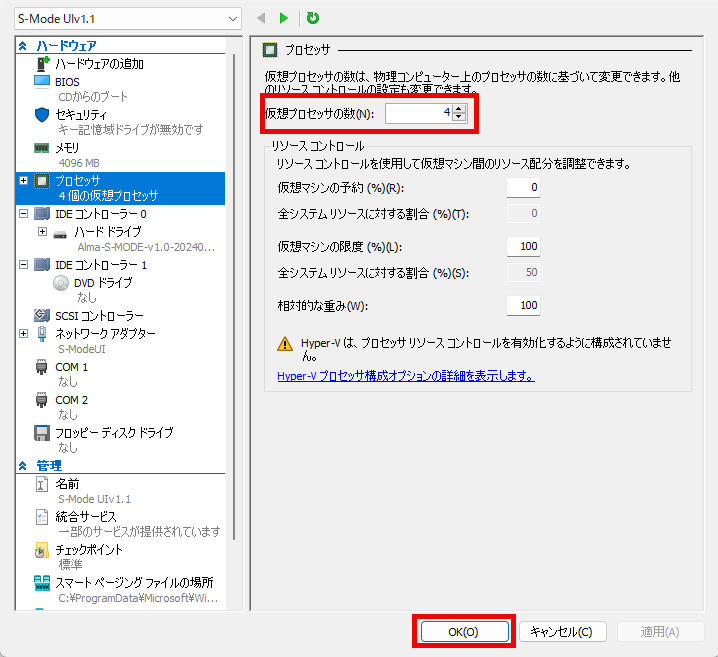 S-Mode UIv1.1
ハードウェア
ハードウェアの追加
BIOS
CDからのブート
セキュリティ
キー記憶域ドライブが無効です
メモリ
4096 MB
プロセッサ
4 個の仮想プロセッサ
IDE コントローラー 0
ハード ドライブ
Alma-S-MODE-v1.0-20240...
IDE コントローラー 1
DVD ドライブ
なし
SCSI コントローラー
ネットワーク アダプター
S-ModeUI
COM 1
なし
COM 2
なし
フロッピー ディスク ドライブ
なし
管理
名前
S-Mode UIv1.1
統合サービス
一部のサービスが提供されています
チェックポイント
標準
スマート ページング ファイルの場所
C:¥ProgramData¥Microsoft¥Wi...
プロセッサ
仮想プロセッサの数は、物理コンピューター上のプロセッサの数に基づいて変更できます。他
のリソース コントロールの設定も変更できます。
仮想プロセッサの数(N): 4
リソース コントロール
リソース コントロールを使用して仮想マシン間のリソース配分を調整できます。
仮想マシンの予約 (%)(R): 0
全システム リソースに対する割合 (%)(T): 0
仮想マシンの限度 (%)(L): 100
全システム リソースに対する割合 (%)(S): 50
相対的な重み(W): 100
Hyper-V は、プロセッサ リソース コントロールを有効化するように構成されていませ
ん。
Hyper-V プロセッサ構成オプションの詳細を表示します。
OK(O) キャンセル(C) 適用(A)